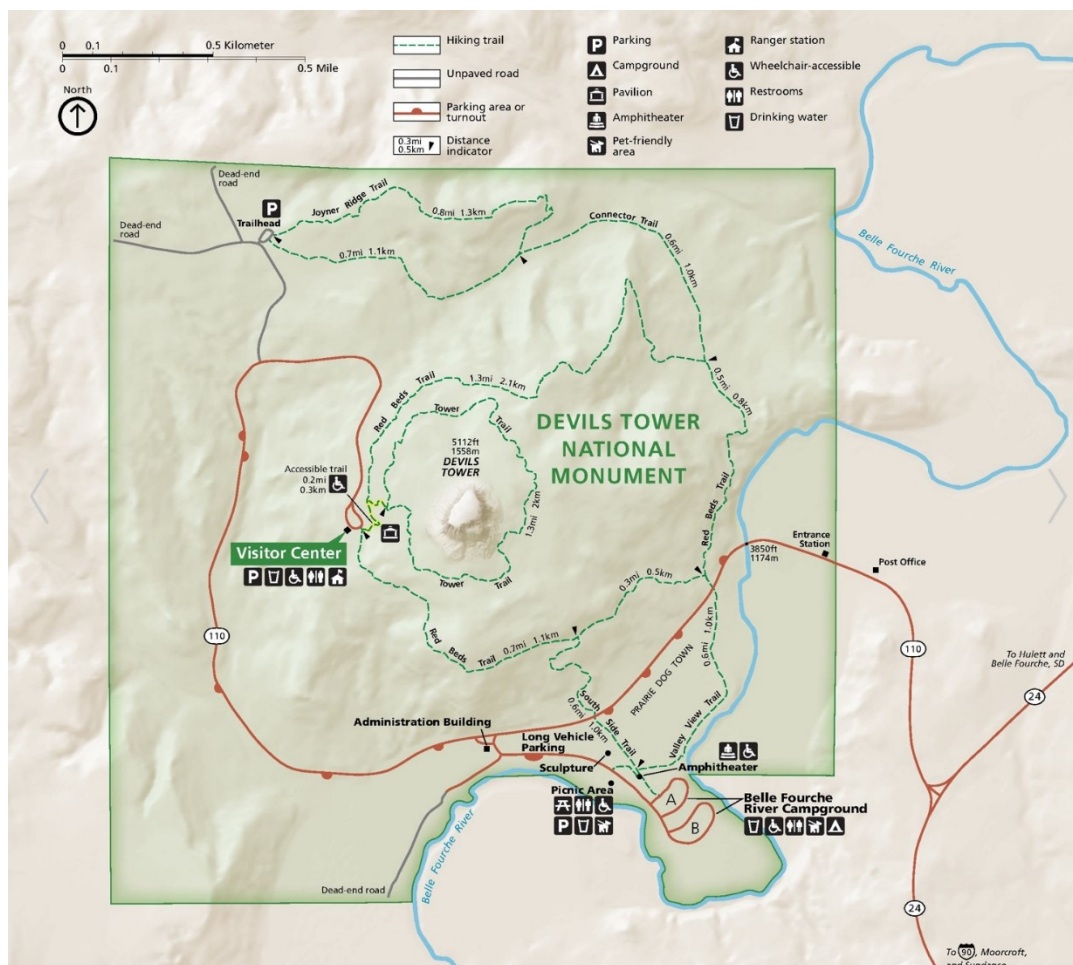 0 0.1 0.5 Kilometer
0 0.1 0.5 Mile
North
Hiking trail
Unpaved road
Parking area or
turnout
0.3mi
0.5km
Distance
indicator
P Parking
Campground
Pavilion
Amphitheater
Pet-friendly
area
Ranger station
Wheelchair-accessible
Restrooms
Drinking water
Dead-end
road
Dead-end
road
P
Trailhead
Joyner Ridge Trail
0.8mi 1.3km
0.7mi 1.1km
Connector Trail
0.6mi 1.0km
Belle Fourche River
Red Beds Trail
1.3mi 2.1km
0.5mi 0.8km
Tower Trail
5112ft
1558m
DEVILS
TOWER
DEVILS TOWER
NATIONAL
MONUMENT
Accessible trail
0.2mi
0.3km
1.3mi 2km
Red Beds Trail
Visitor Center
P
Tower Trail
3850ft
1174m
Entrance
Station
Post Office
0.3mi 0.5km
Red Beds Trail
0.7mi 1.1km
110
110
0.6mi 1.0km
PRAIRIE DOG TOWN
To Hulett and
Belle Fourche, SD
24
South Side Trail
0.6mi 1.0km
Valley View Trail
Administration Building
Long Vehicle
Parking
Sculpture
Amphitheater
Picnic Area
P
A
B
Belle Fourche
River Campground
Belle Fourche River
Dead-end road
24
To 90, Moorcroft,
and Sundance